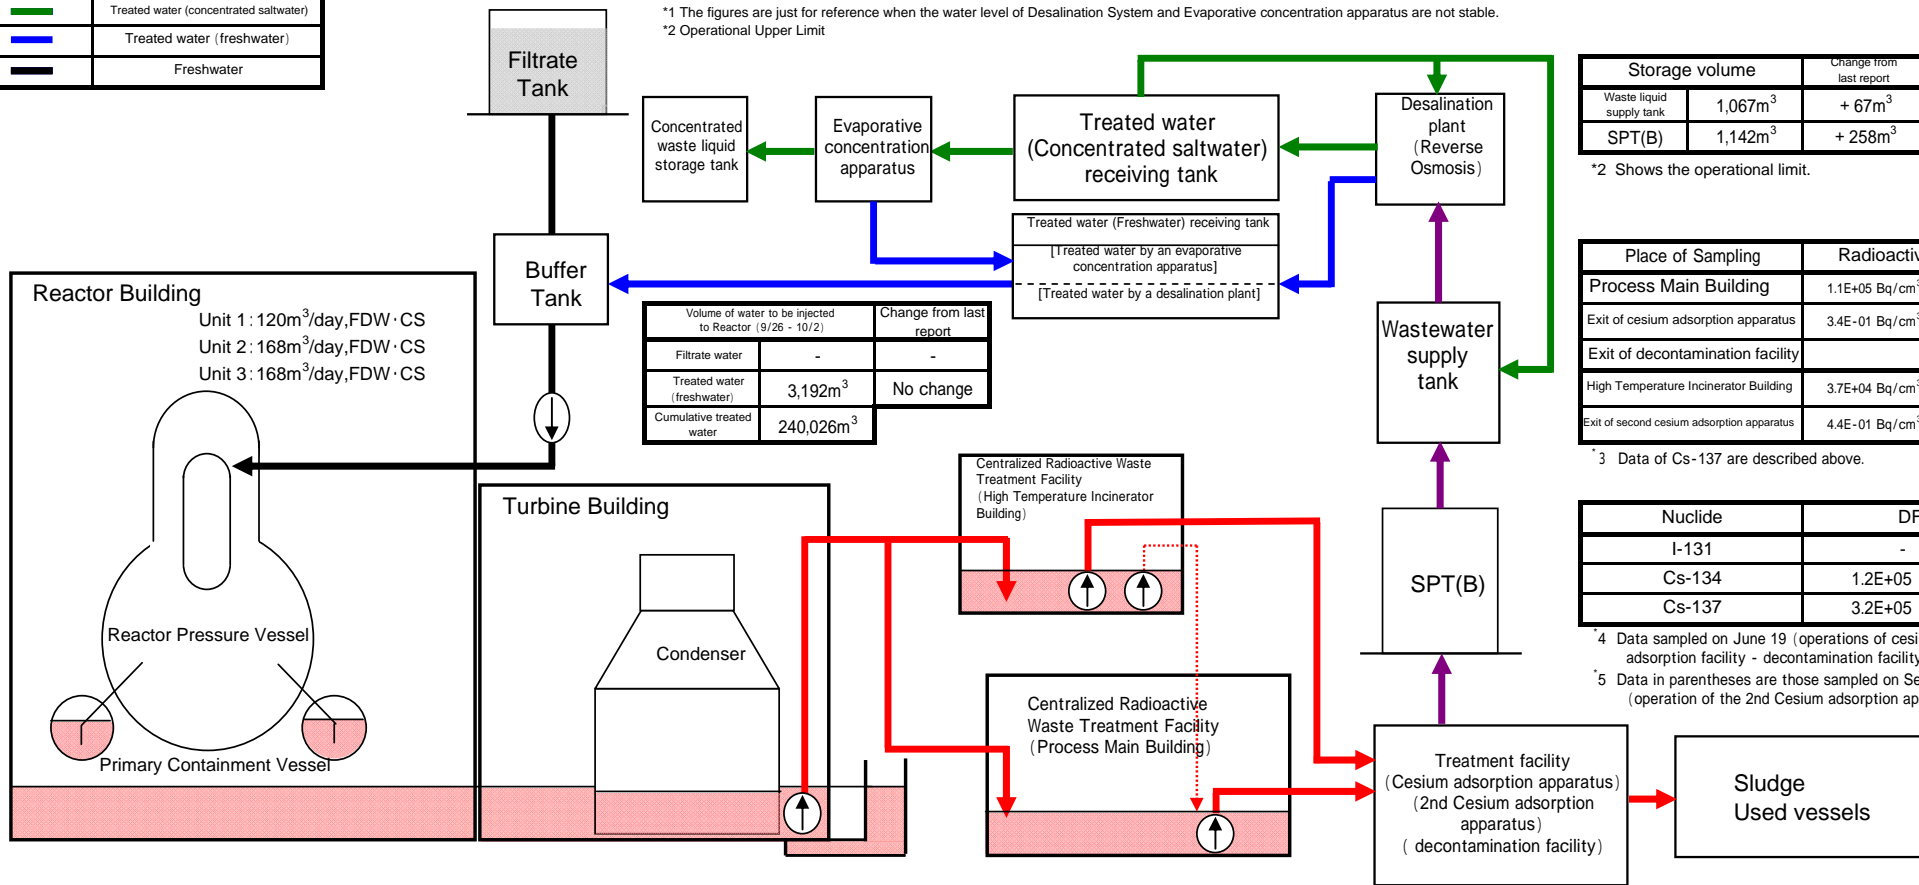 Treated water (concentrated saltwater)
Treated water (freshwater)
Freshwater
*1 The figures are just for reference when the water level of Desalination System and Evaporative concentration apparatus are not stable.
*2 Operational Upper Limit
Filtrate
Tank
Concentrated
waste liquid
storage tank
Evaporative
concentration
apparatus
Treated water
(Concentrated saltwater)
receiving tank
Desalination
plant
(Reverse
Osmosis)
Storage volume
Change from
last report
Waste liquid
supply tank
1,067m³
+ 67m³
SPT(B)
1,142m³
+ 258m³
*2 Shows the operational limit.
Treated water (Freshwater) receiving tank
[Treated water by an evaporative
concentration apparatus]
[Treated water by a desalination plant]
Buffer
Tank
Reactor Building
Unit 1 : 120m³/day,FDW·CS
Unit 2 : 168m³/day,FDW·CS
Unit 3 : 168m³/day,FDW·CS
Volume of water to be injected
to Reactor (9/26 - 10/2)
Change from last
report
Filtrate water
-
-
Treated water
(freshwater)
3,192m³
No change
Cumulative treated
water
240,026m³
Wastewater
supply
tank
Place of Sampling
Radioactiv
Process Main Building
1.1E+05 Bq/cm³
Exit of cesium adsorption apparatus
3.4E-01 Bq/cm³
Exit of decontamination facility
High Temperature Incinerator Building
3.7E+04 Bq/cm³
Exit of second cesium adsorption apparatus
4.4E-01 Bq/cm³
*3 Data of Cs-137 are described above.
Turbine Building
Centralized Radioactive Waste
Treatment Facility
(High Temperature Incinerator
Building)
Nuclide
DF
I-131
-
Cs-134
1.2E+05
Cs-137
3.2E+05
*4 Data sampled on June 19 (operations of cesi
adsorption facility - decontamination facility
*5 Data in parentheses are those sampled on Se
(operation of the 2nd Cesium adsorption ap
SPT(B)
Reactor Pressure Vessel
Condenser
Primary Containment Vessel
Centralized Radioactive
Waste Treatment Facility
(Process Main Building)
Treatment facility
(Cesium adsorption apparatus)
(2nd Cesium adsorption
apparatus)
( decontamination facility)
Sludge
Used vessels